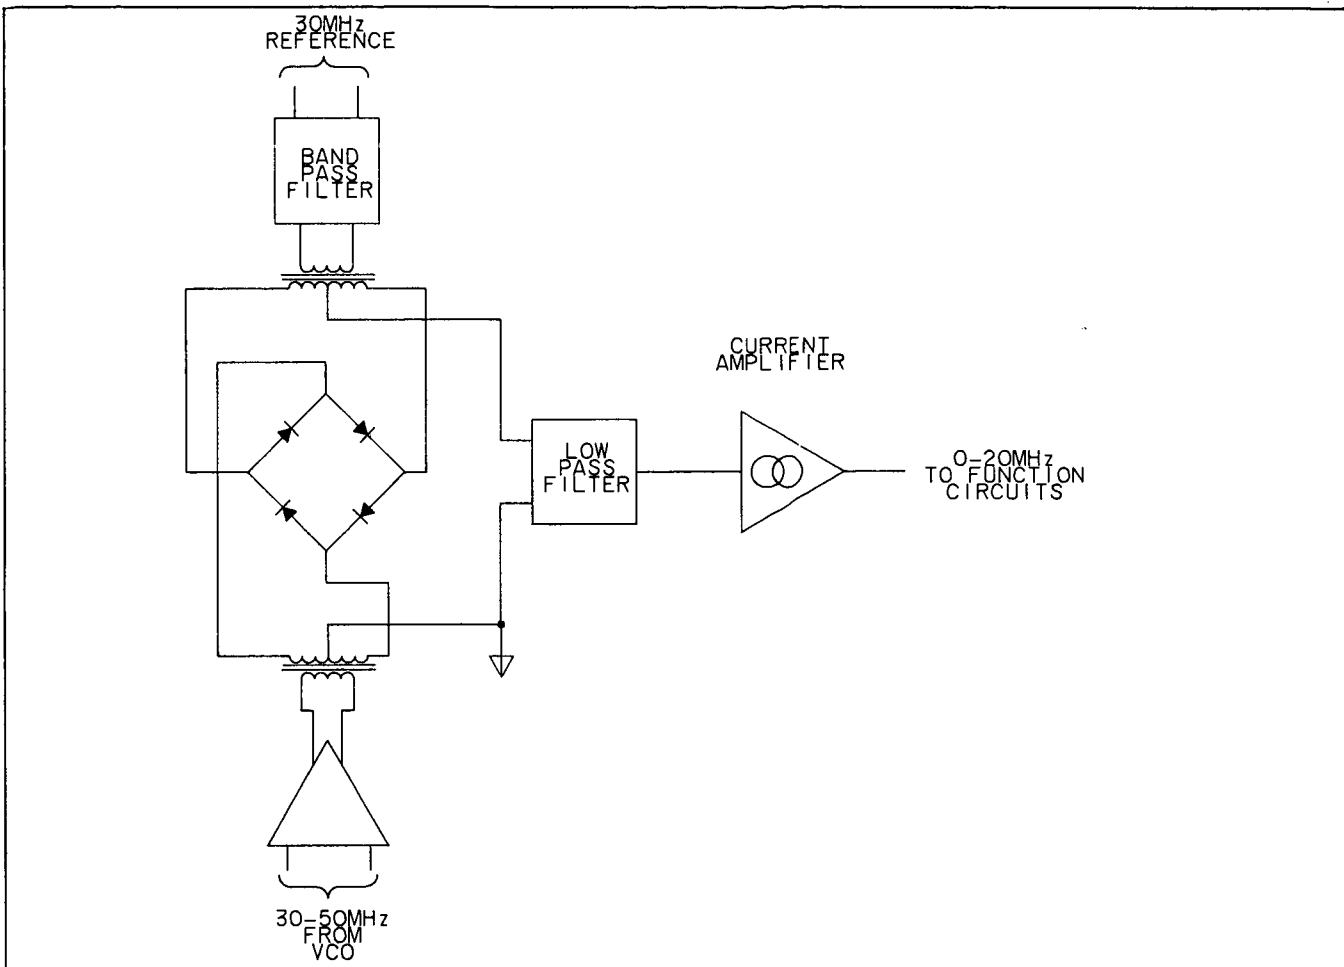 30MHz
REFERENCE
BAND
PASS
FILTER
CURRENT
AMPLIFIER
LOW
PASS
FILTER
0-20MHz
TO FUNCTION
CIRCUITS
30-50MHz
FROM
VCO